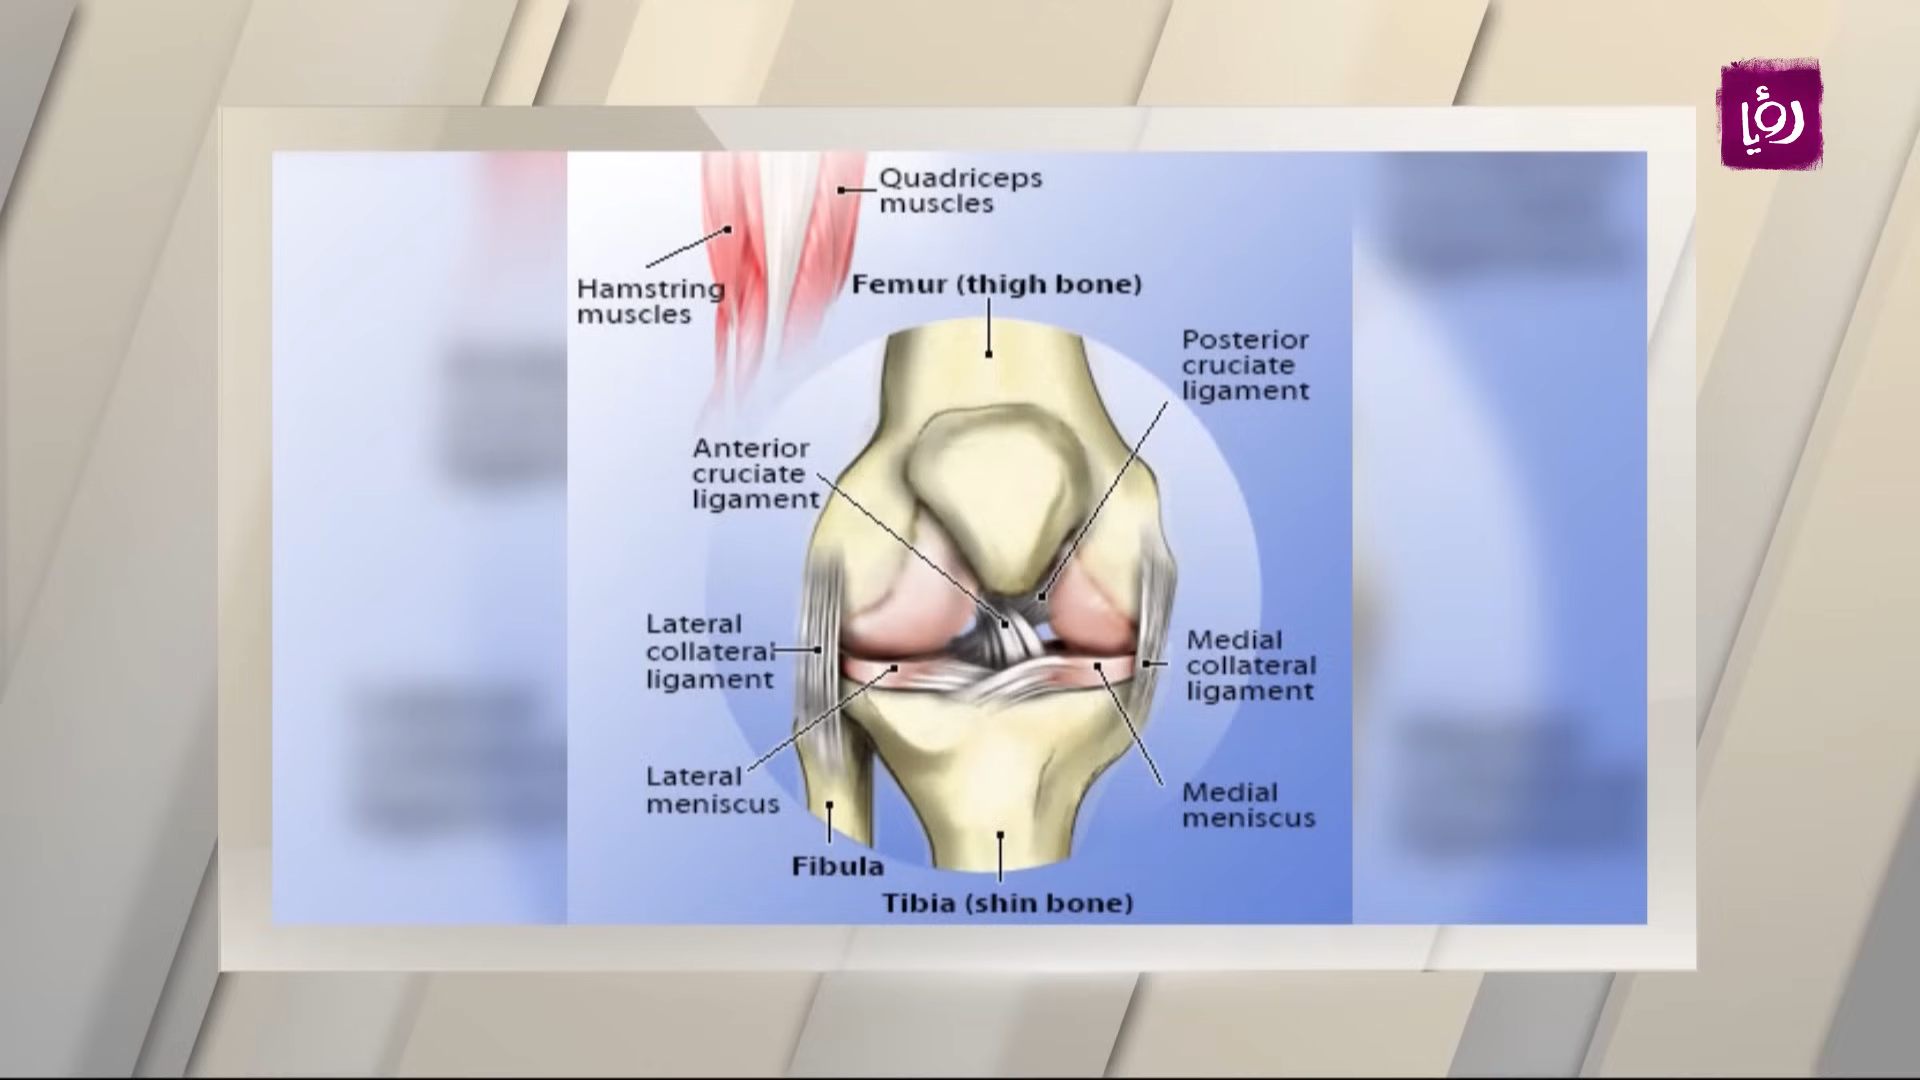 رؤيا
Quadriceps
muscles
Hamstring
muscles
Femur (thigh bone)
Posterior
cruciate
ligament
Anterior
cruciate
ligament
Lateral
collateral
ligament
Medial
collateral
ligament
Lateral
meniscus
Medial
meniscus
Fibula
Tibia (shin bone)